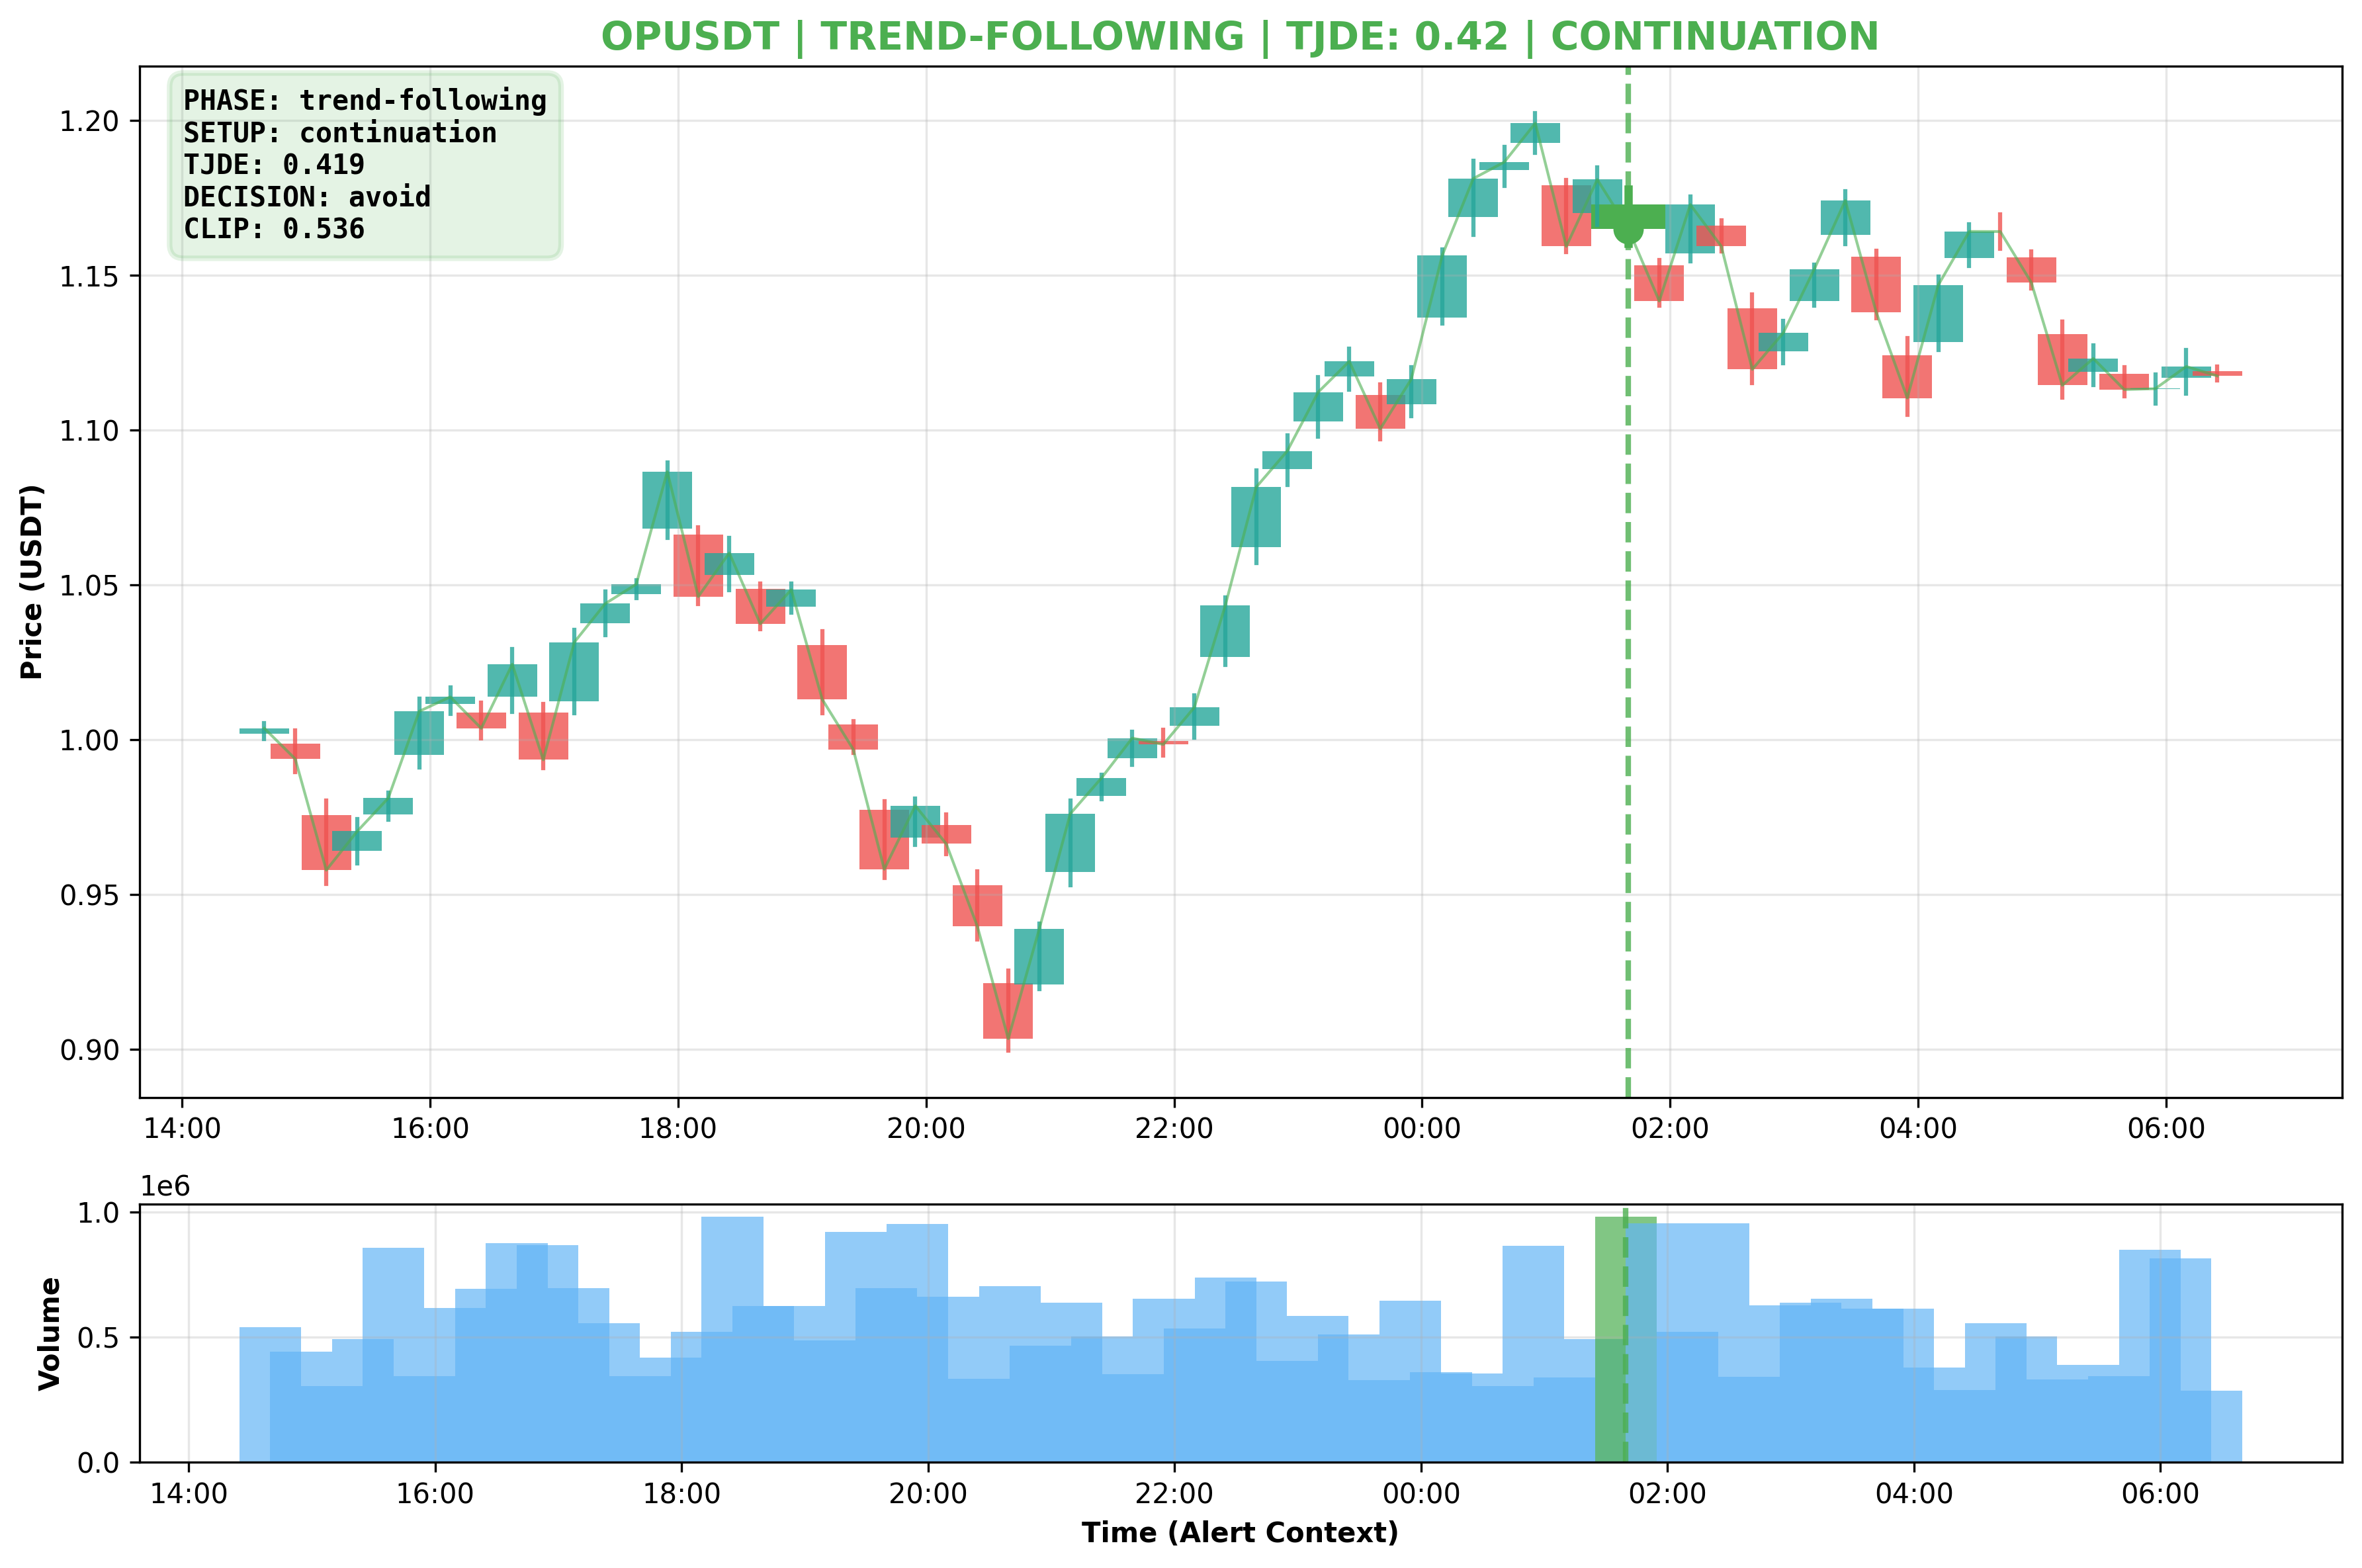 OPUSDT | TREND-FOLLOWING | TJDE: 0.42 | CONTINUATION
PHASE: trend-following
SETUP: continuation
TJDE: 0.419
DECISION: avoid
CLIP: 0.536
Price (USDT)
1.20
1.15
1.10
1.05
1.00
0.95
0.90
14:00 16:00 18:00 20:00 22:00 00:00 02:00 04:00 06:00
1e6
Volume
1.0
0.5
0.0
14:00 16:00 18:00 20:00 22:00 00:00 02:00 04:00 06:00
Time (Alert Context)